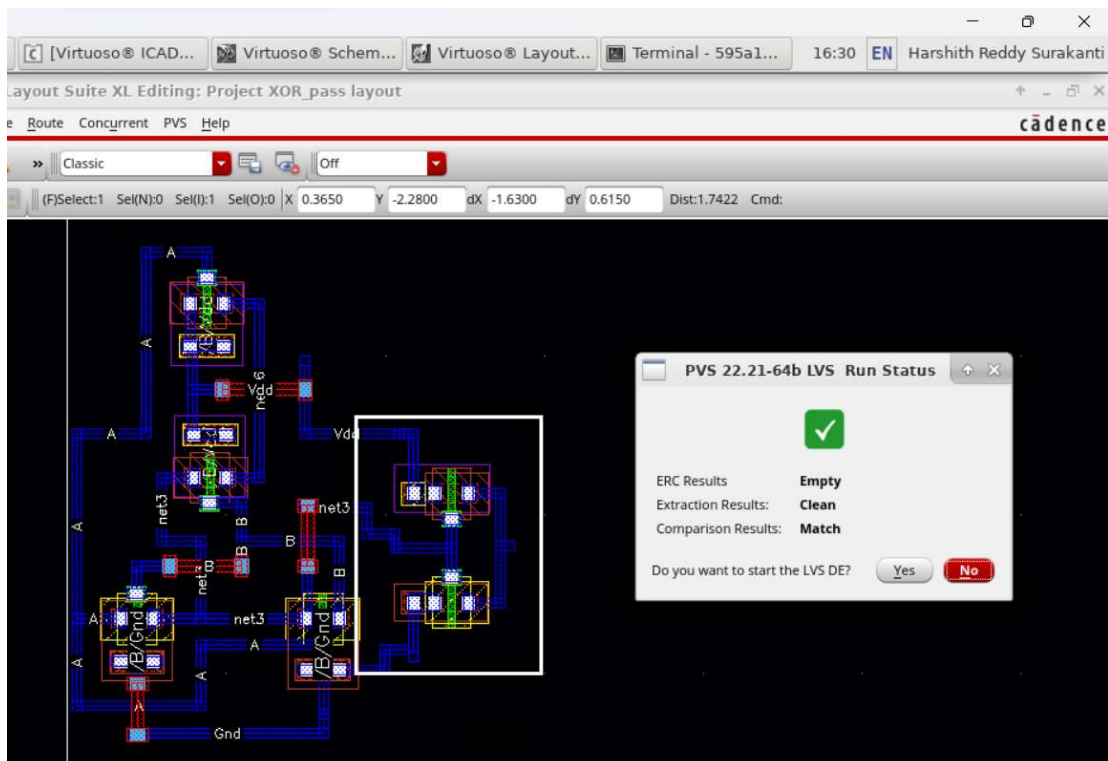 [Virtuoso® ICAD... Virtuoso® Schem... Virtuoso® Layout... Terminal - 595a1... 16:30 EN Harshith Reddy Surakanti
Layout Suite XL Editing: Project XOR_pass layout
e Route Concurrent PVS Help cādence
» Classic Off
(F)Select:1 Sel(N):0 Sel(I):1 Sel(O):0 X 0.3650 Y -2.2800 dX -1.6300 dY 0.6150 Dist:1.7422 Cmd:
A
A
Vdd
A
Vdd
net3
net3
B
A
B
B
B
B
A
net3
/B/Gnd
/B/Gnd
A
A
A
A
Gnd
PVS 22.21-64b LVS Run Status
ERC Results Empty
Extraction Results: Clean
Comparison Results: Match
Do you want to start the LVS DE? Yes No